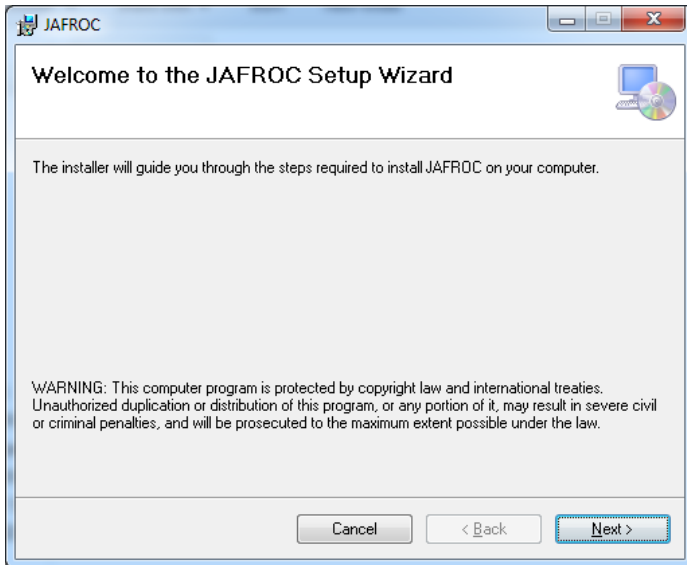 JAFROC
Welcome to the JAFROC Setup Wizard
The installer will guide you through the steps required to install JAFROC on your computer.
WARNING: This computer program is protected by copyright law and international treaties.
Unauthorized duplication or distribution of this program, or any portion of it, may result in severe civil
or criminal penalties, and will be prosecuted to the maximum extent possible under the law.
Cancel
< Back
Next >